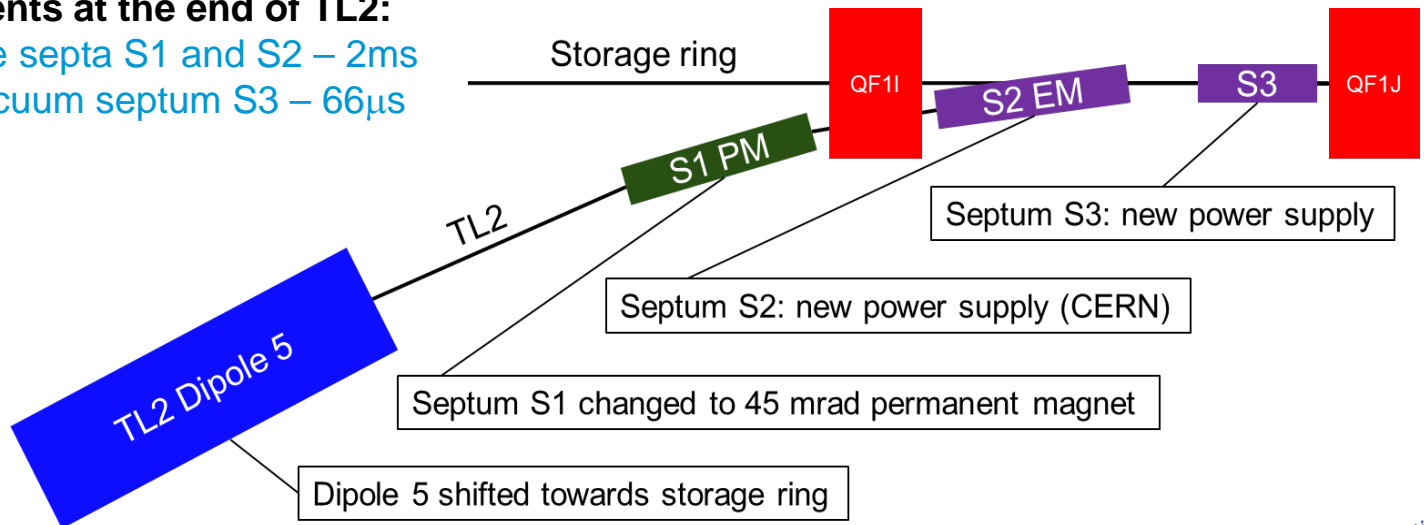 ents at the end of TL2:
e septa S1 and S2 – 2ms
cuum septum S3 – 66μs
Storage ring
QF1I
S2 EM
S3
QF1J
S1 PM
TL2
Septum S3: new power supply
Septum S2: new power supply (CERN)
TL2 Dipole 5
Septum S1 changed to 45 mrad permanent magnet
Dipole 5 shifted towards storage ring